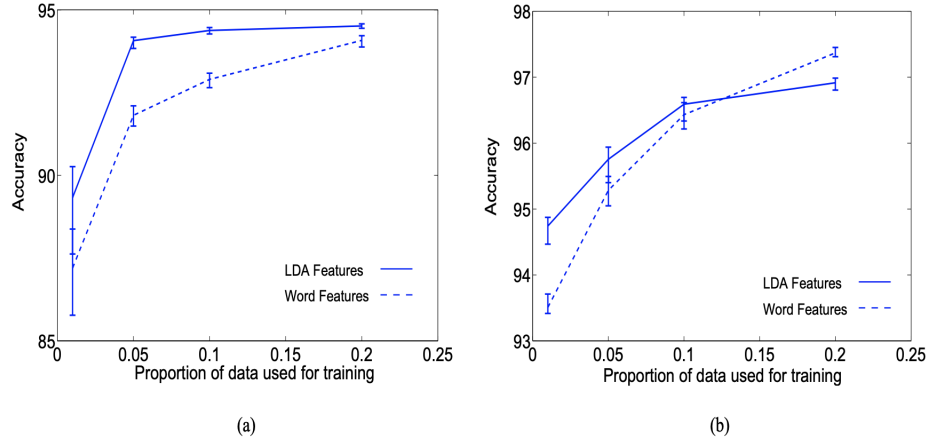 95
90
85
Accuracy
LDA Features
Word Features
0 0.05 0.1 0.15 0.2 0.25
Proportion of data used for training
(a)
98
97
96
95
94
93
Accuracy
LDA Features
Word Features
0 0.05 0.1 0.15 0.2 0.25
Proportion of data used for training
(b)